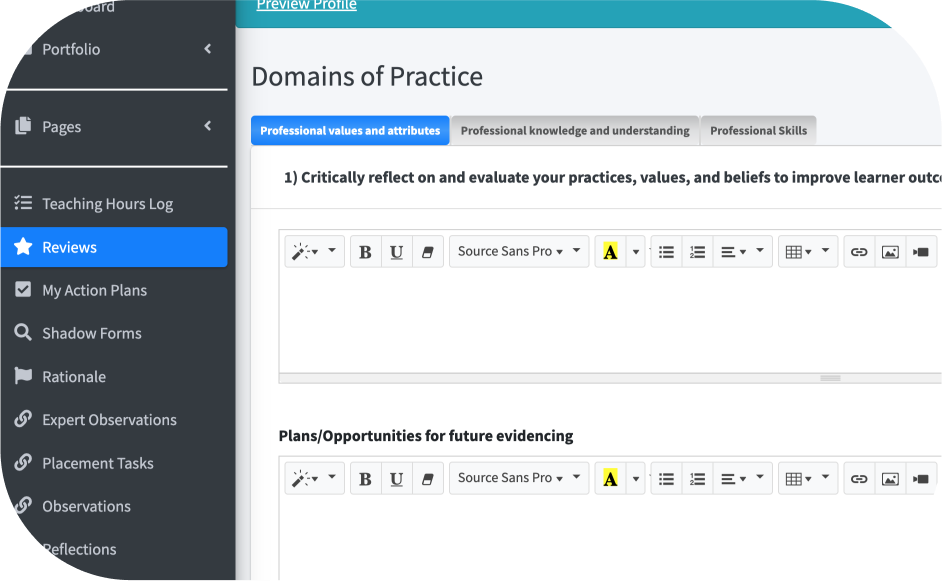 Preview Profile
Portfolio
Pages
Teaching Hours Log
Reviews
My Action Plans
Shadow Forms
Rationale
Expert Observations
Placement Tasks
Observations
Reflections
Domains of Practice
Professional values and attributes
Professional knowledge and understanding
Professional Skills
1) Critically reflect on and evaluate your practices, values, and beliefs to improve learner
B U Source Sans Pro A
Plans/Opportunities for future evidencing
B U Source Sans Pro A